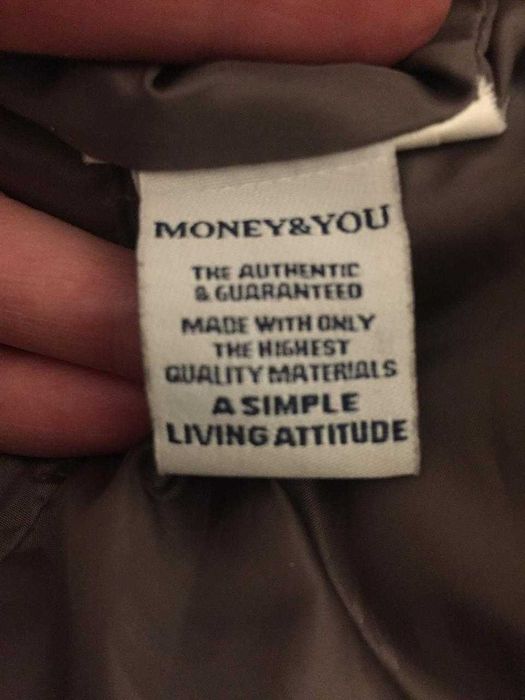 MONEY&YOU
THE AUTHENTIC
& GUARANTEED
MADE WITH ONLY
THE HIGHEST
QUALITY MATERIALS
A SIMPLE
LIVING ATTITUDE